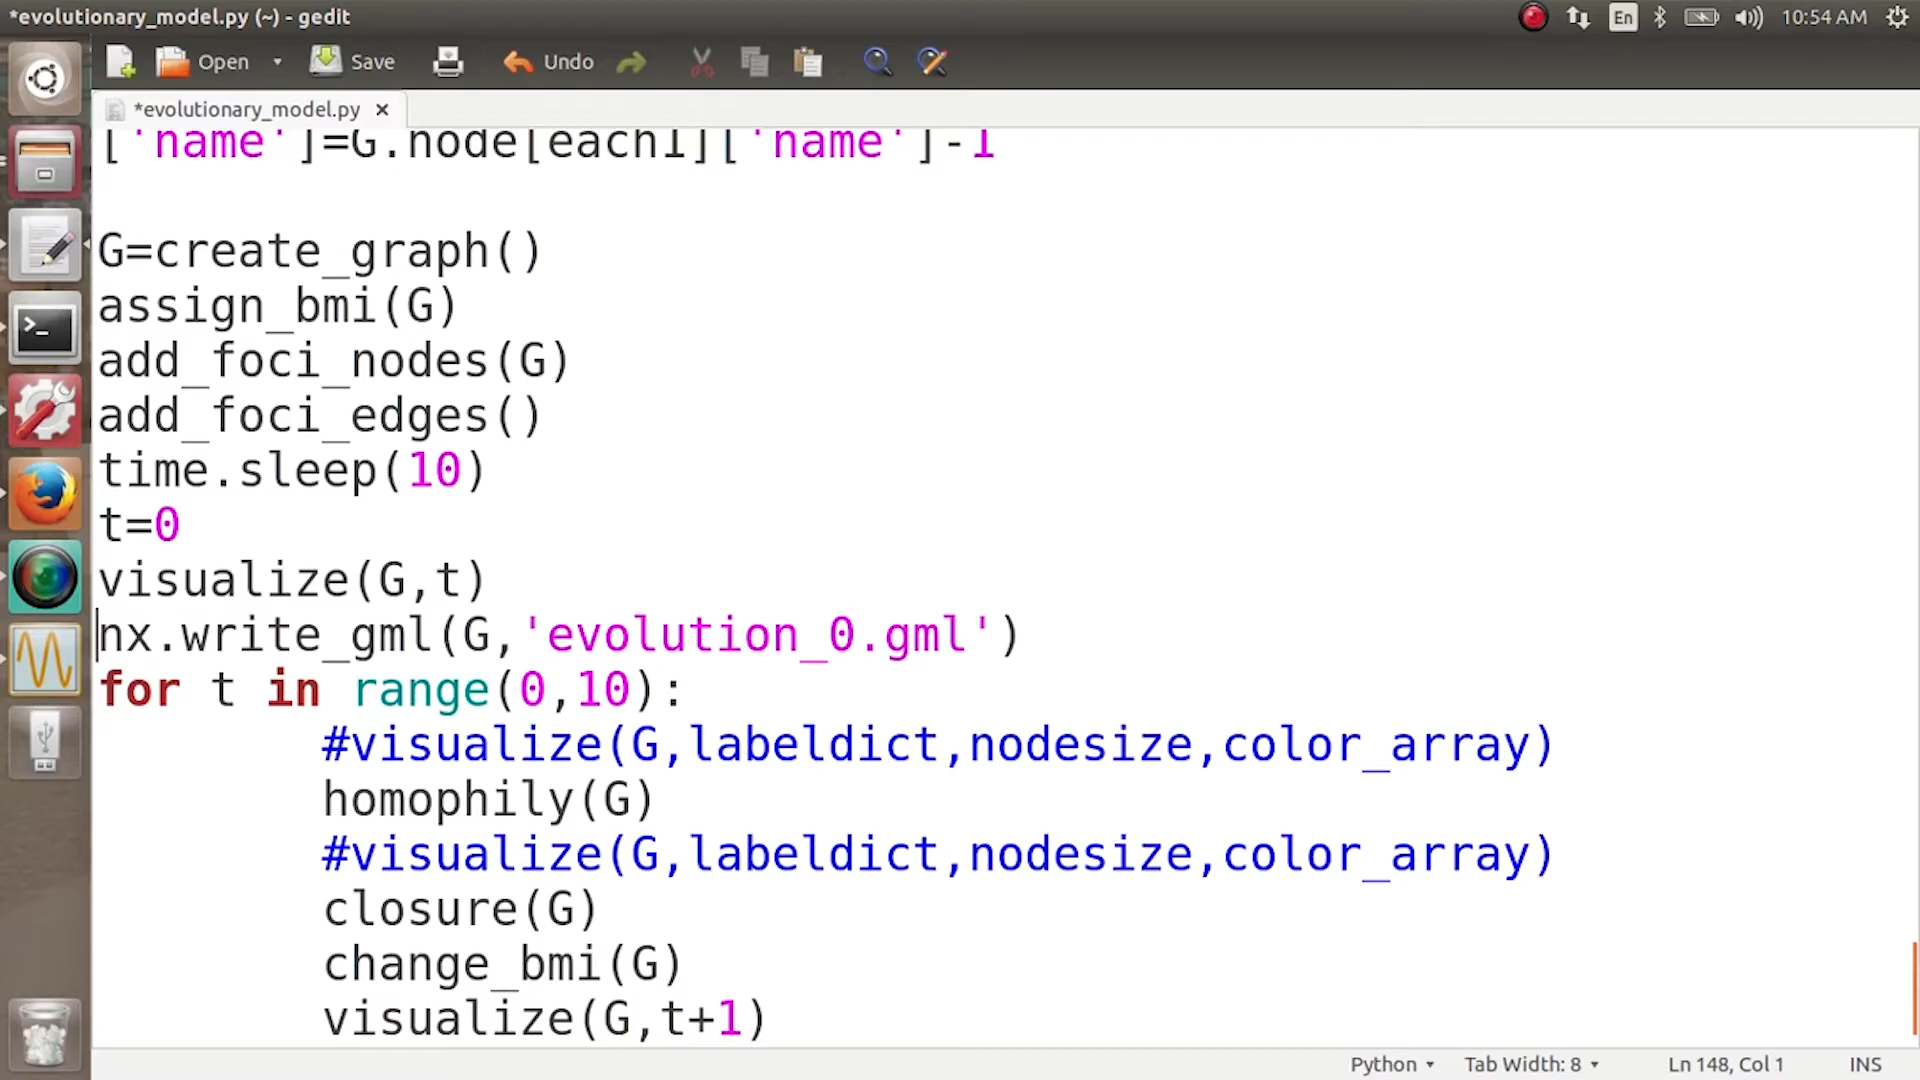 *evolutionary_model.py (~) - gedit
En
10:54 AM
Open
Save
Undo
*evolutionary_model.py
['name']=G.node[each1]['name']-1
G=create_graph()
assign_bmi(G)
add_foci_nodes(G)
add_foci_edges()
time.sleep(10)
t=0
visualize(G,t)
nx.write_gml(G,'evolution_0.gml')
for t in range(0,10):
#visualize(G,labeldict,nodesize,color_array)
homophily(G)
#visualize(G,labeldict,nodesize,color_array)
closure(G)
change_bmi(G)
visualize(G,t+1)
Python
Tab Width: 8
Ln 148, Col 1
INS